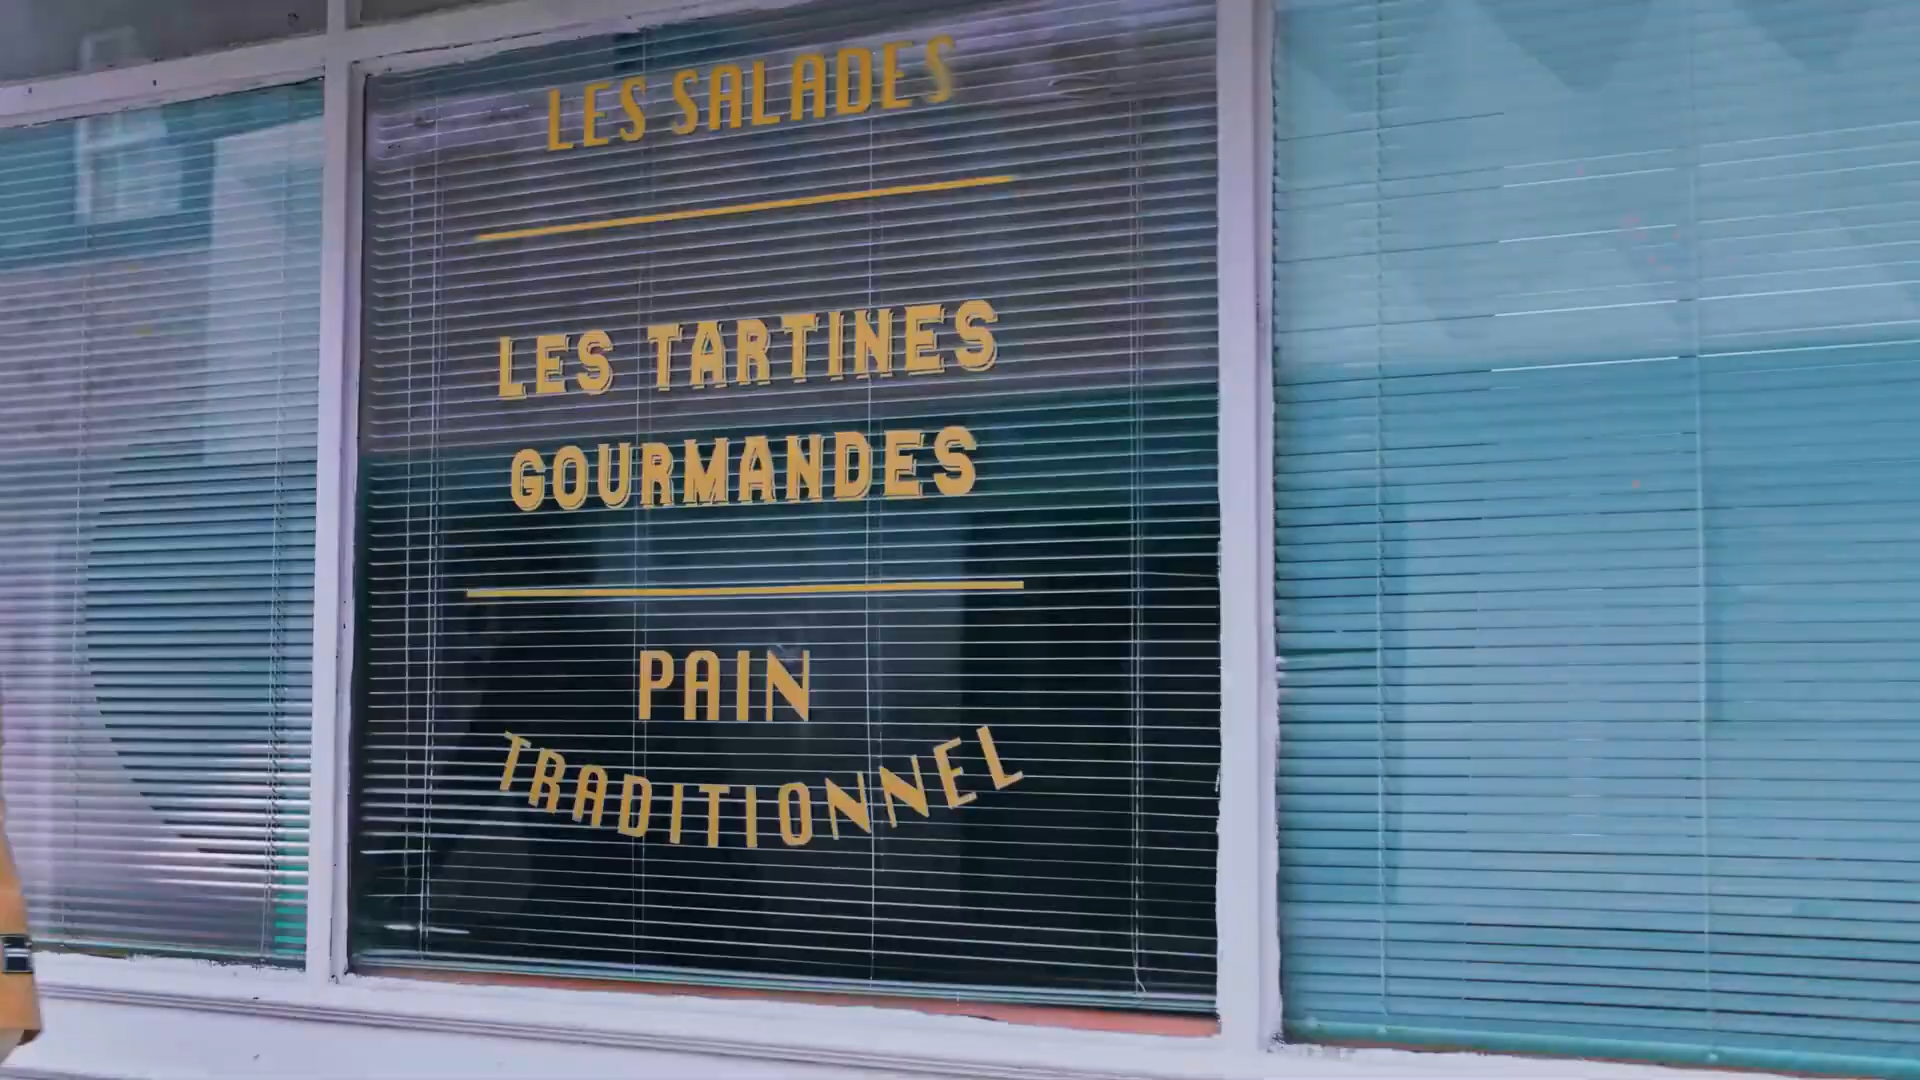 LES SALADES
LES TARTINES
GOURMANDES
PAIN
TRADITIONNEL